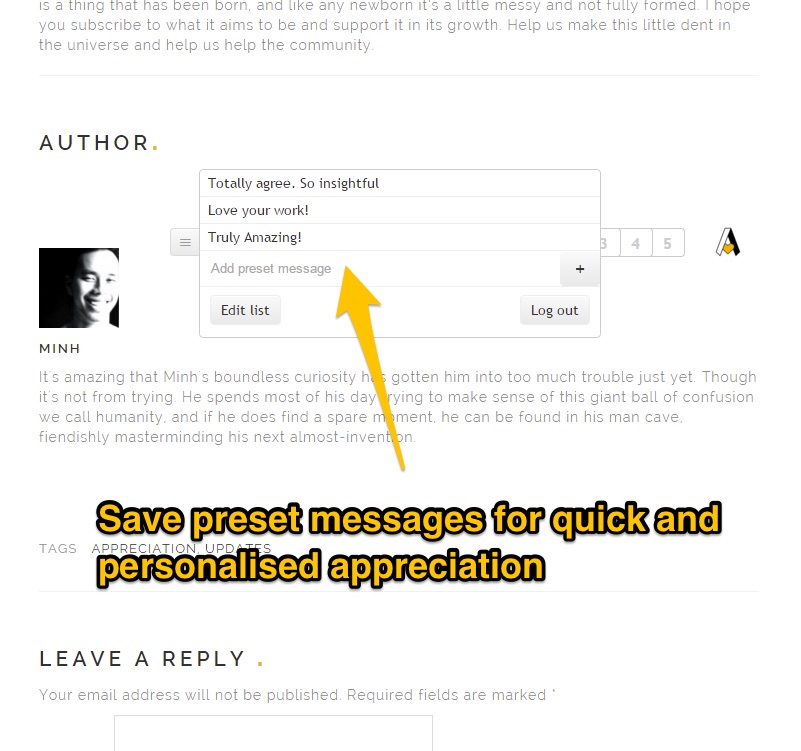 is a thing that has been born, and like any newborn it's a little messy and not fully formed. I hope
you subscribe to what it aims to be and support it in its growth. Help us make this little dent in
the universe and help us help the community.
AUTHOR.
Totally agree. So insightful
Love your work!
Truly Amazing!
3 4 5
Add preset message +
Edit list Log out
MINH
It's amazing that Minh's boundless curiosity has gotten him into too much trouble just yet. Though
it's not from trying. He spends most of his day trying to make sense of this giant ball of confusion
we call humanity, and if he does find a spare moment, he can be found in his man cave,
fiendishly masterminding his next almost-invention.
Save preset messages for quick and
TAGS APPRECIATION, UPDATES
personalised appreciation
LEAVE A REPLY .
Your email address will not be published. Required fields are marked *